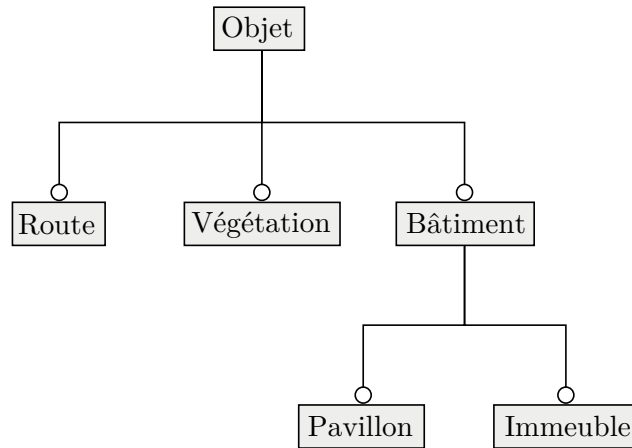 Objet
Route
Végétation
Bâtiment
Pavillon
Immeuble